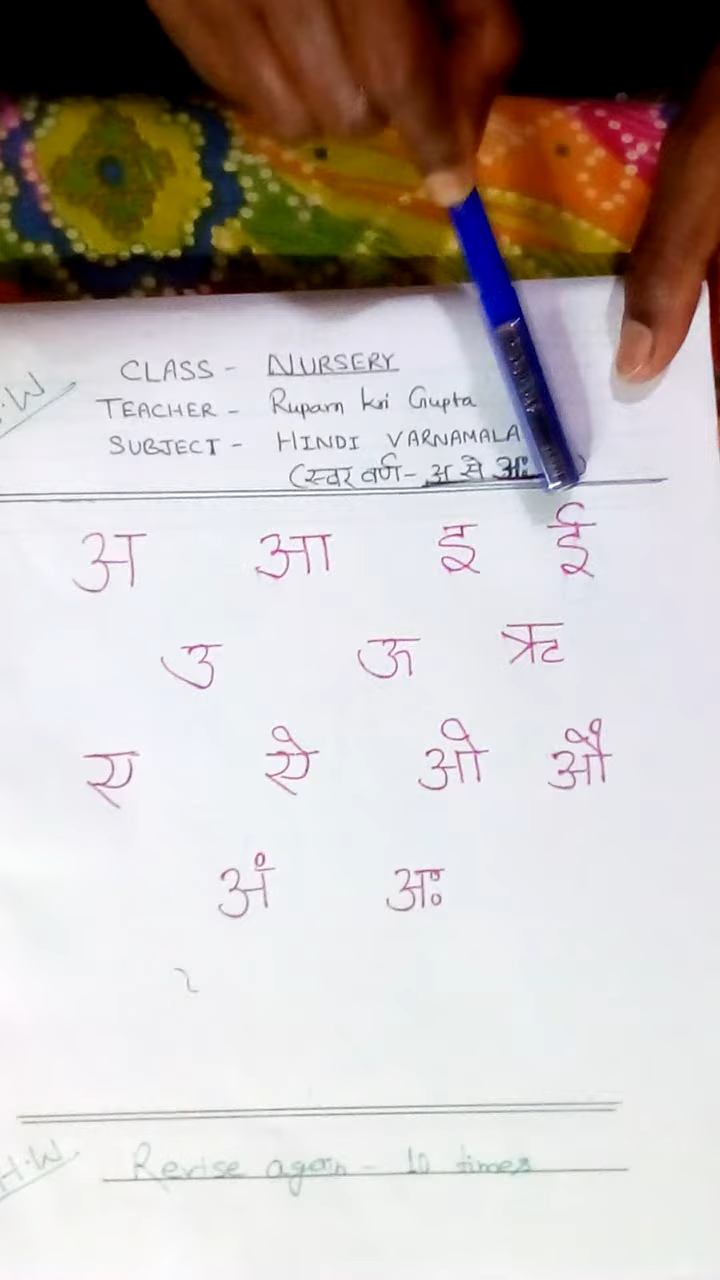 C.W
CLASS - NURSERY
TEACHER - Rupam Kri Gupta
SUBJECT - HINDI VARNAMALA
(स्वर वर्ण - अ से अः)
अ आ इ ई
उ ऊ ऋ
ए ऐ ओ औ
अं अः
H.W. Revise again - 10 times